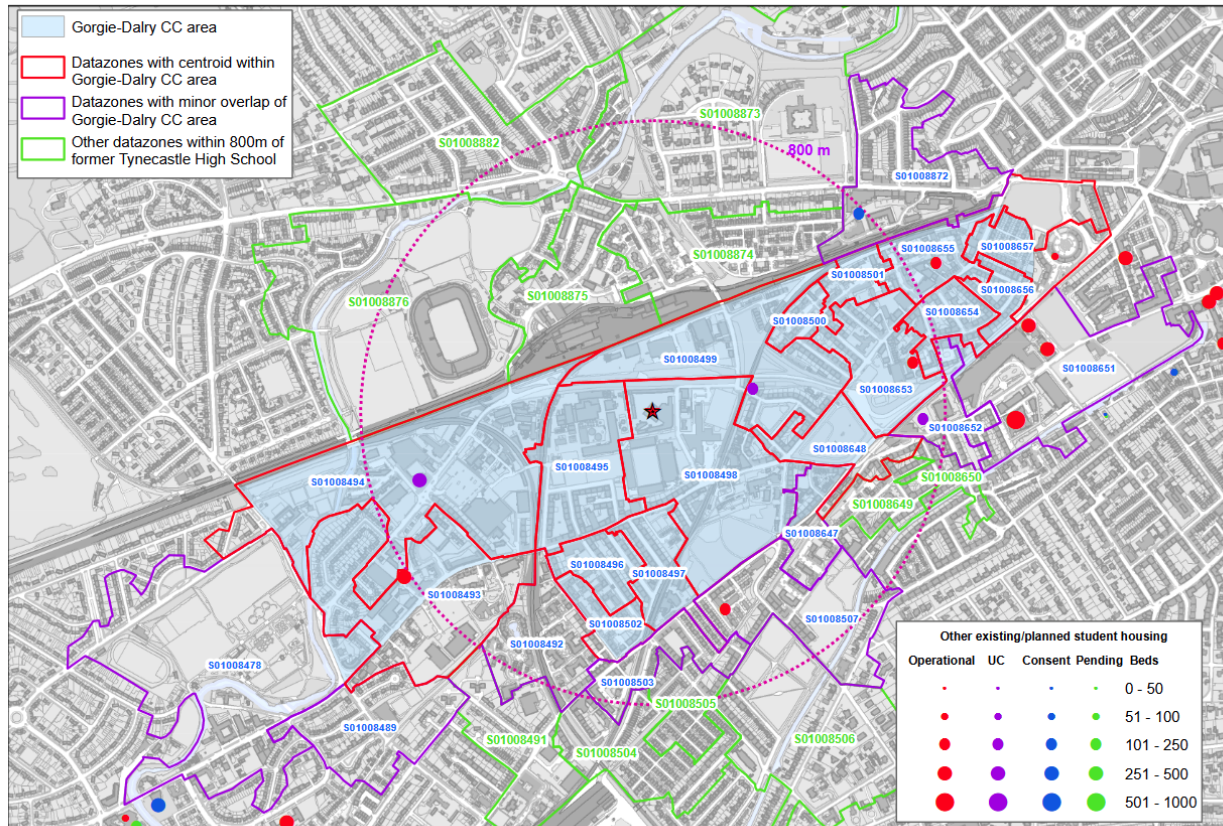 Gorgie-Dalry CC area
Datazones with centroid within
Gorgie-Dalry CC area
Datazones with minor overlap of
Gorgie-Dalry CC area
Other datazones within 800m of
former Tynecastle High School
S01008873
S01008882
800 m
S01008872
S01008655
S01008657
S01008874
S01008501
S01008656
S01008875
S01008876
S01008654
S01008500
S01008499
S01008651
S01008653
S01008652
S01008648
S01008495
S01008498
S01008494
S01008650
S01008649
S01008647
S01008496
S01008497
S01008493
S01008507
S01008502
S01008492
S01008478
S01008503
S01008505
S01008489
S01008491
S01008504
S01008506
Other existing/planned student housing
Operational UC Consent Pending Beds
0 - 50
51 - 100
101 - 250
251 - 500
501 - 1000